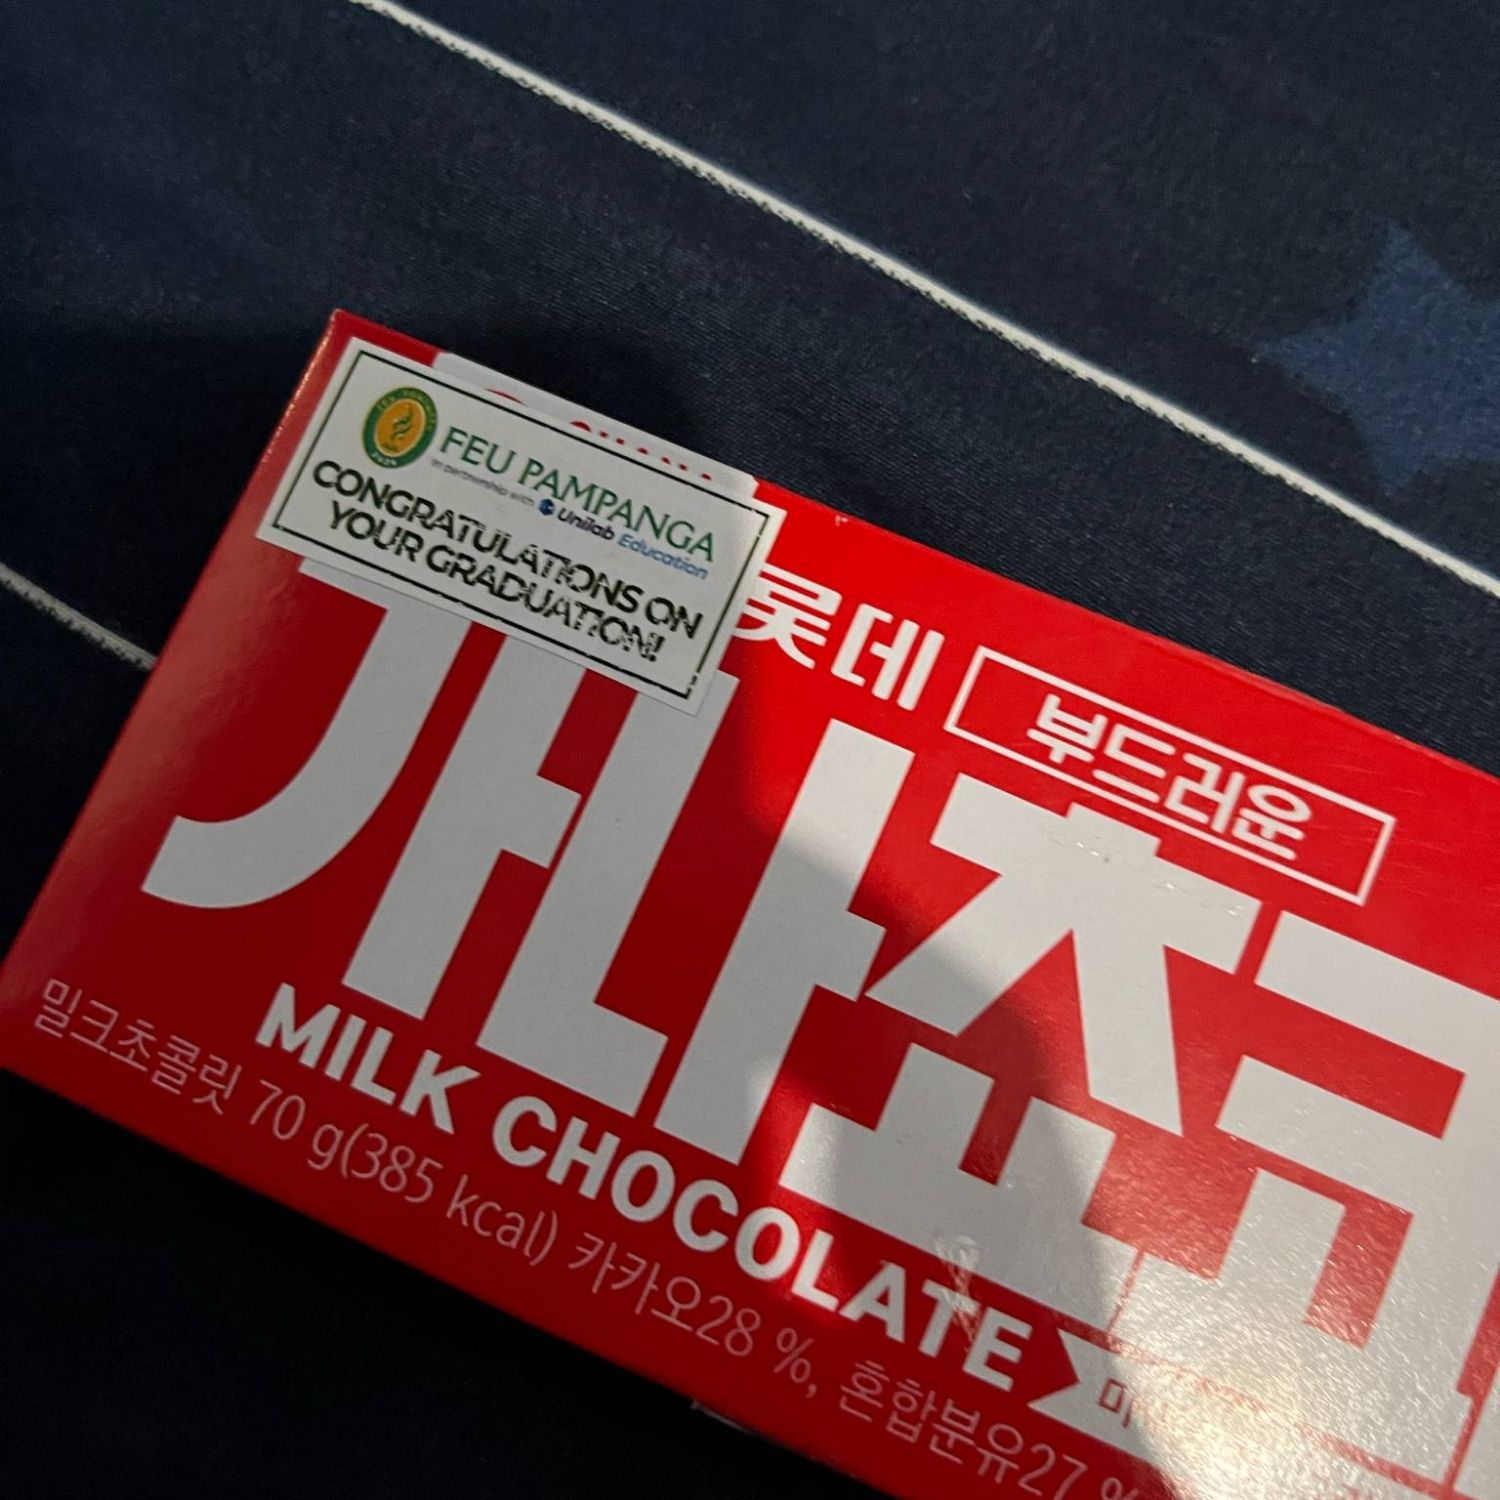 FEU PAMPANGA
in partnership with Unilab Education
CONGRATULATIONS ON
YOUR GRADUATION!
롯데
부드러운
가나초코
MILK CHOCOLATE
밀크초콜릿 70 g(385 kcal) 카카오28 %, 혼합분유27 %